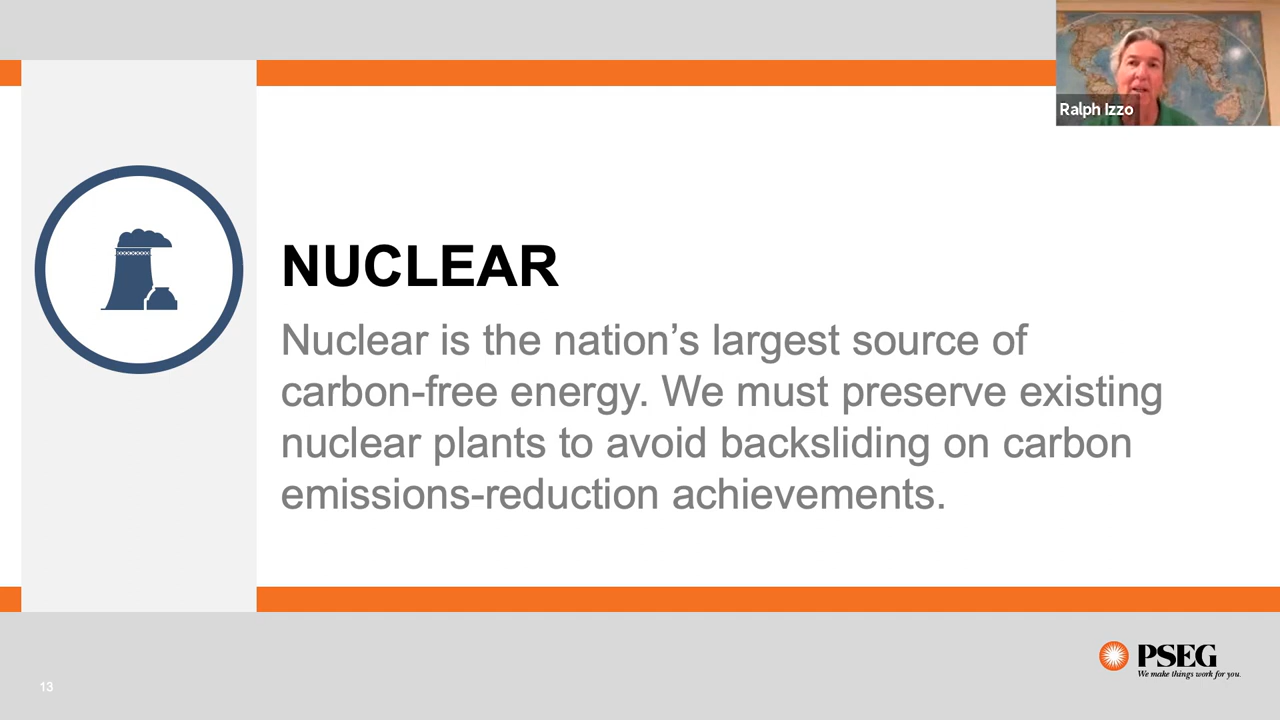 Ralph Izzo
NUCLEAR
Nuclear is the nation’s largest source of
carbon-free energy. We must preserve existing
nuclear plants to avoid backsliding on carbon
emissions-reduction achievements.
PSEG
We make things work for you.
13